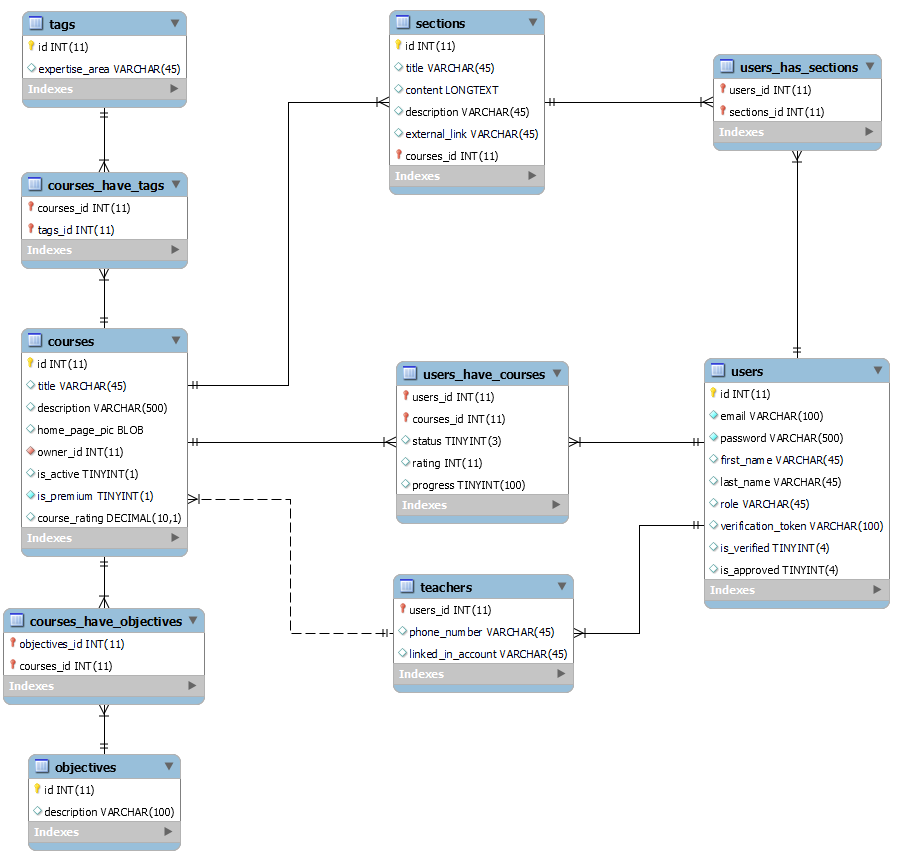 tags
id INT(11)
expertise_area VARCHAR(45)
Indexes
courses_have_tags
courses_id INT(11)
tags_id INT(11)
Indexes
courses
id INT(11)
title VARCHAR(45)
description VARCHAR(500)
home_page_pic BLOB
owner_id INT(11)
is_active TINYINT(1)
is_premium TINYINT(1)
course_rating DECIMAL(10,1)
Indexes
courses_have_objectives
objectives_id INT(11)
courses_id INT(11)
Indexes
objectives
id INT(11)
description VARCHAR(100)
Indexes
sections
id INT(11)
title VARCHAR(45)
content LONGTEXT
description VARCHAR(45)
external_link VARCHAR(45)
courses_id INT(11)
Indexes
users_have_courses
users_id INT(11)
courses_id INT(11)
status TINYINT(3)
rating INT(11)
progress TINYINT(100)
Indexes
teachers
users_id INT(11)
phone_number VARCHAR(45)
linked_in_account VARCHAR(45)
Indexes
users_has_sections
users_id INT(11)
sections_id INT(11)
Indexes
users
id INT(11)
email VARCHAR(100)
password VARCHAR(500)
first_name VARCHAR(45)
last_name VARCHAR(45)
role VARCHAR(45)
verification_token VARCHAR(100)
is_verified TINYINT(4)
is_approved TINYINT(4)
Indexes